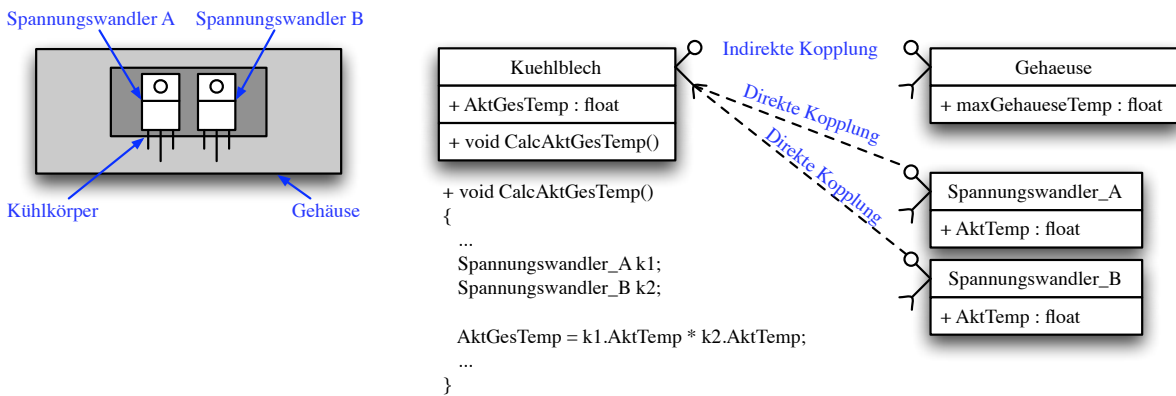 Spannungswandler A
Spannungswandler B
Kühlkörper
Gehäuse
Kuehlblech
+ AktGesTemp : float
+ void CalcAktGesTemp()
Indirekte Kopplung
Gehaeuse
+ maxGehaueseTemp : float
Direkte Kopplung
Direkte Kopplung
Spannungswandler_A
+ AktTemp : float
Spannungswandler_B
+ AktTemp : float
+ void CalcAktGesTemp()
{
...
Spannungswandler_A k1;
Spannungswandler_B k2;
AktGesTemp = k1.AktTemp * k2.AktTemp;
...
}